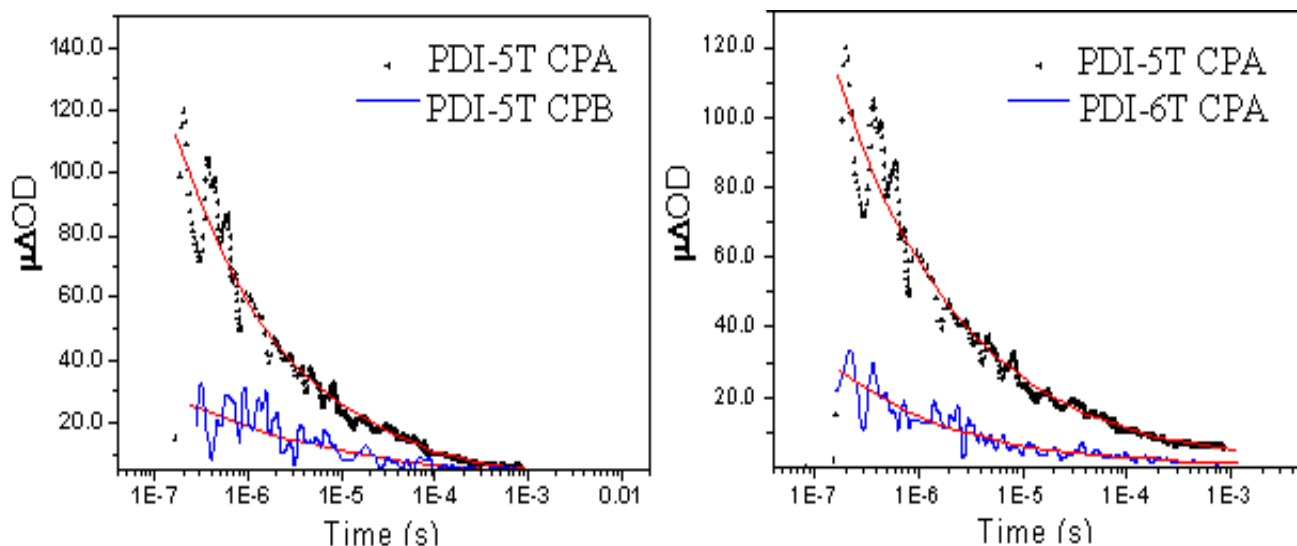 140.0
120.0
100.0
80.0
60.0
40.0
20.0
µΔOD
PDI-5T CPA
PDI-5T CPB
1E-7 1E-6 1E-5 1E-4 1E-3 0.01
Time (s)
120.0
100.0
80.0
60.0
40.0
20.0
µΔOD
PDI-5T CPA
PDI-6T CPA
1E-7 1E-6 1E-5 1E-4 1E-3
Time (s)